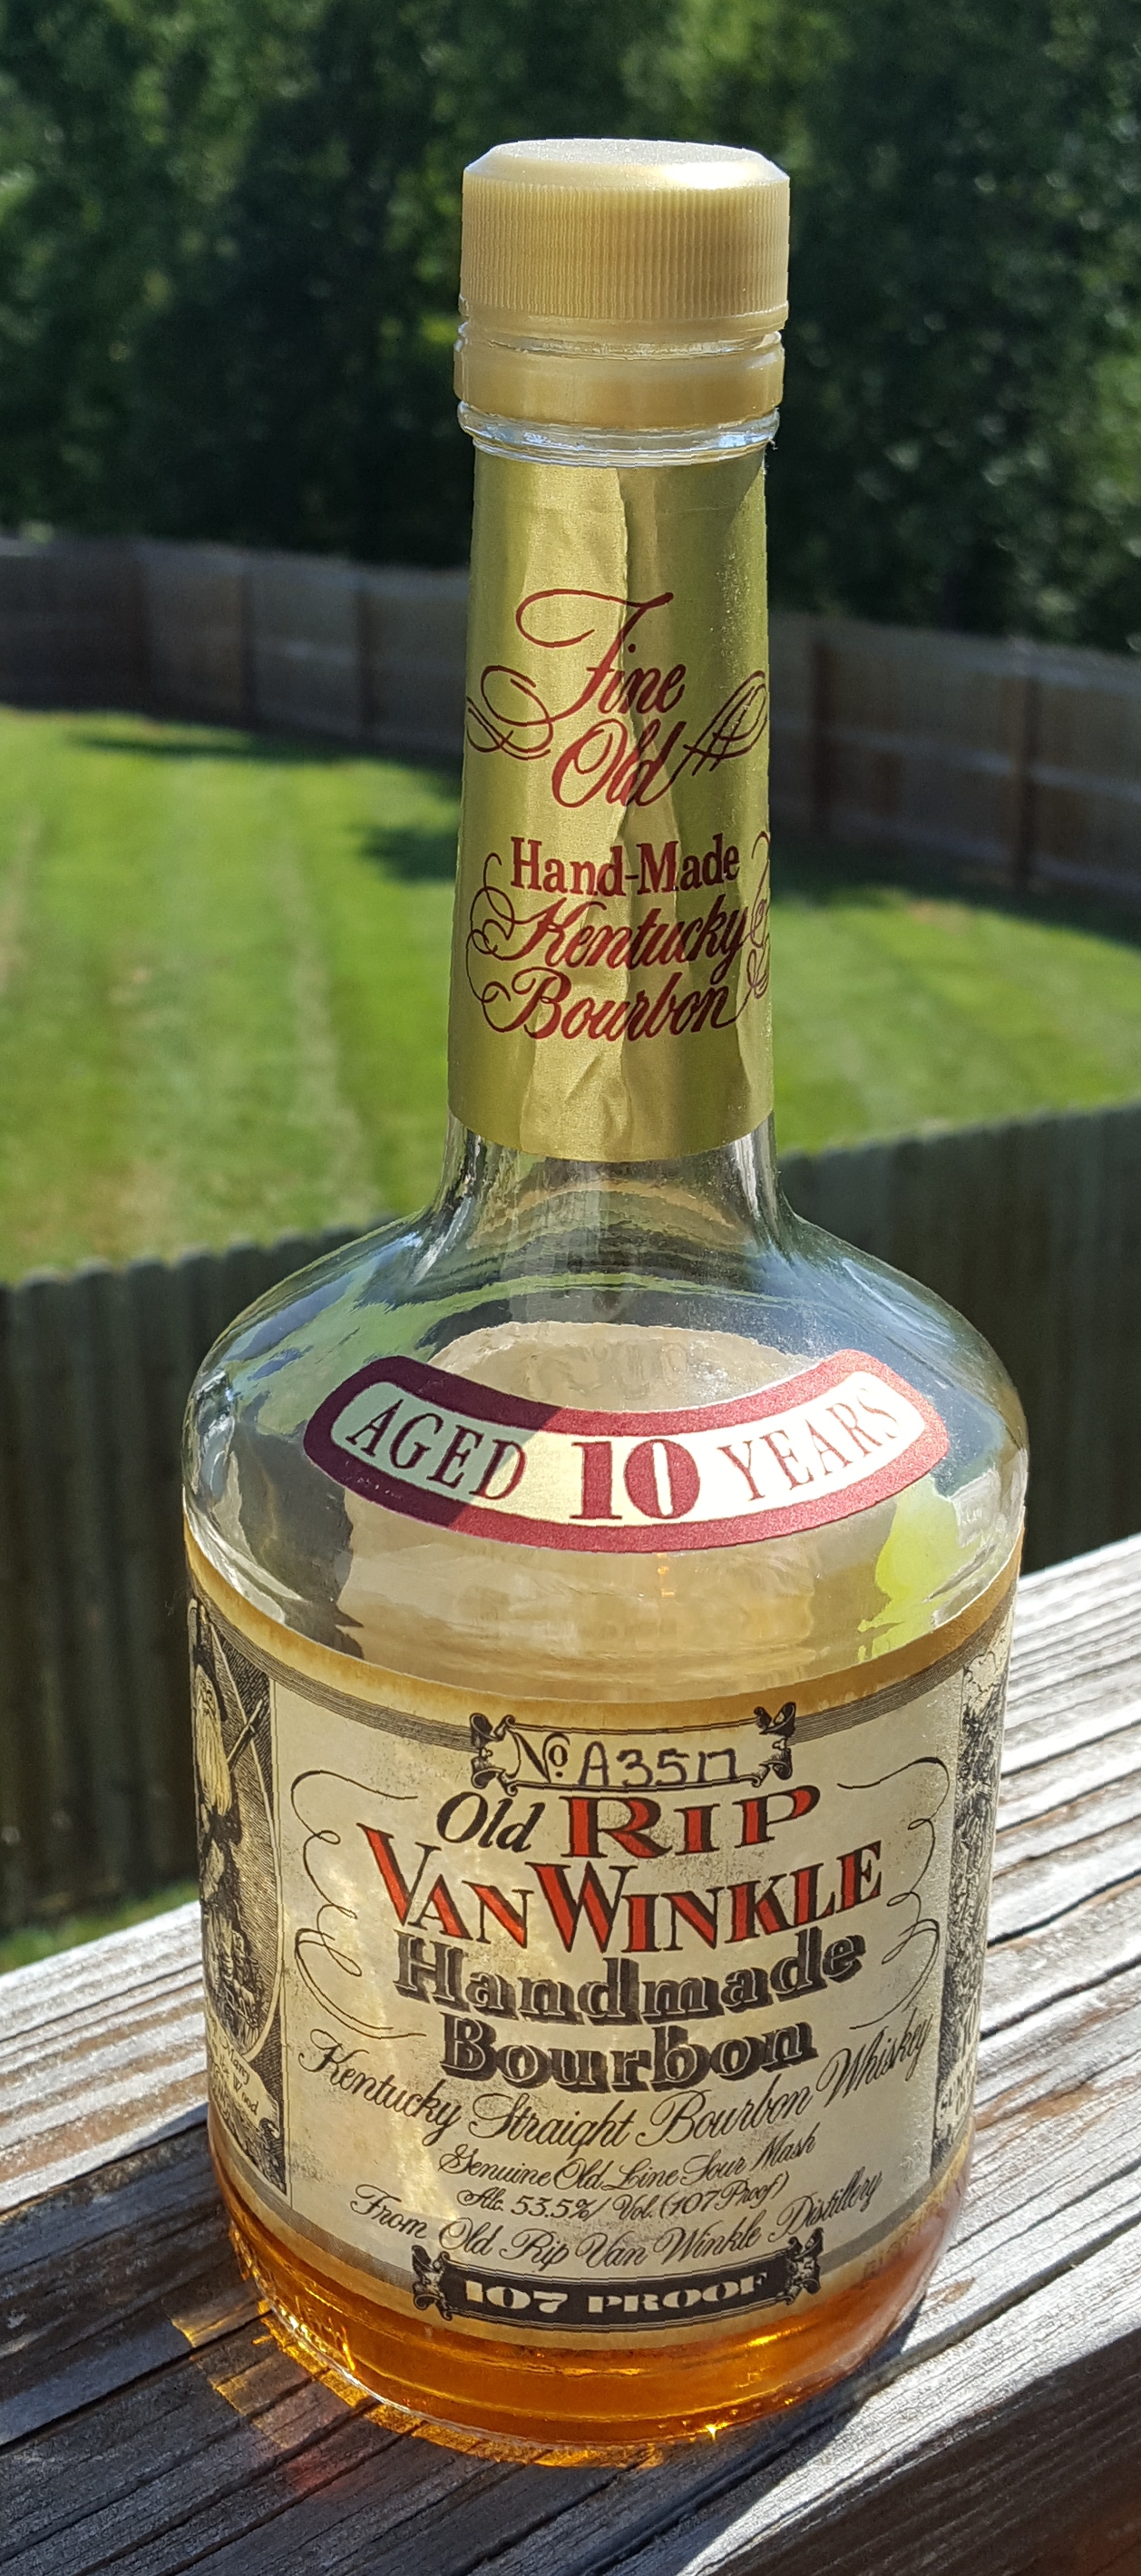 Fine
Old
Hand-Made
Kentucky
Bourbon
AGED 10 YEARS
No. A3517
Old RIP
VAN WINKLE
Handmade
Bourbon
Kentucky Straight Bourbon Whiskey
Genuine Old Line Sour Mash
Alc. 53.5%/Vol. (107 Proof)
From Old Rip Van Winkle Distillery
107 PROOF
Wood